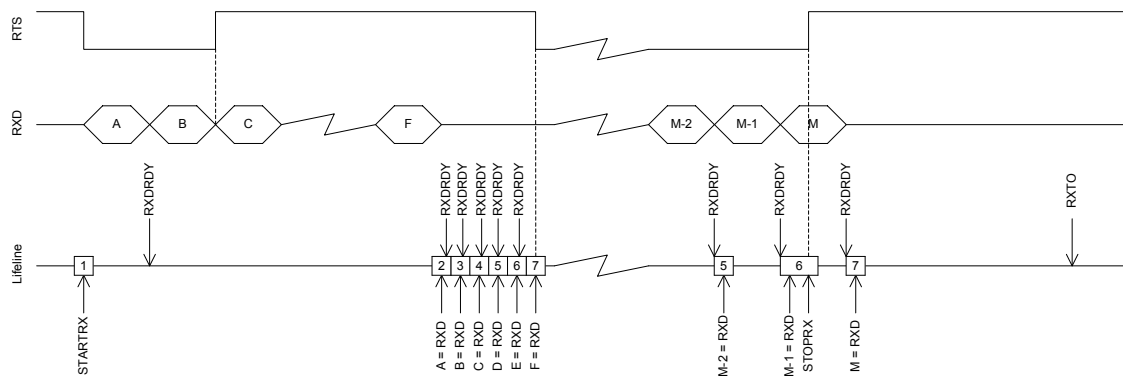 RTS
RXD
A B C F M-2 M-1 M
RXDRDY RXDRDY RXDRDY RXDRDY RXDRDY RXDRDY RXDRDY RXDRDY RXDRDY RXTO
Lifeline
1 2 3 4 5 6 7 5 6 7
STARTRX
A = RXD
B = RXD
C = RXD
D = RXD
E = RXD
F = RXD
M-2 = RXD
M-1 = RXD
STOPRX
M = RXD